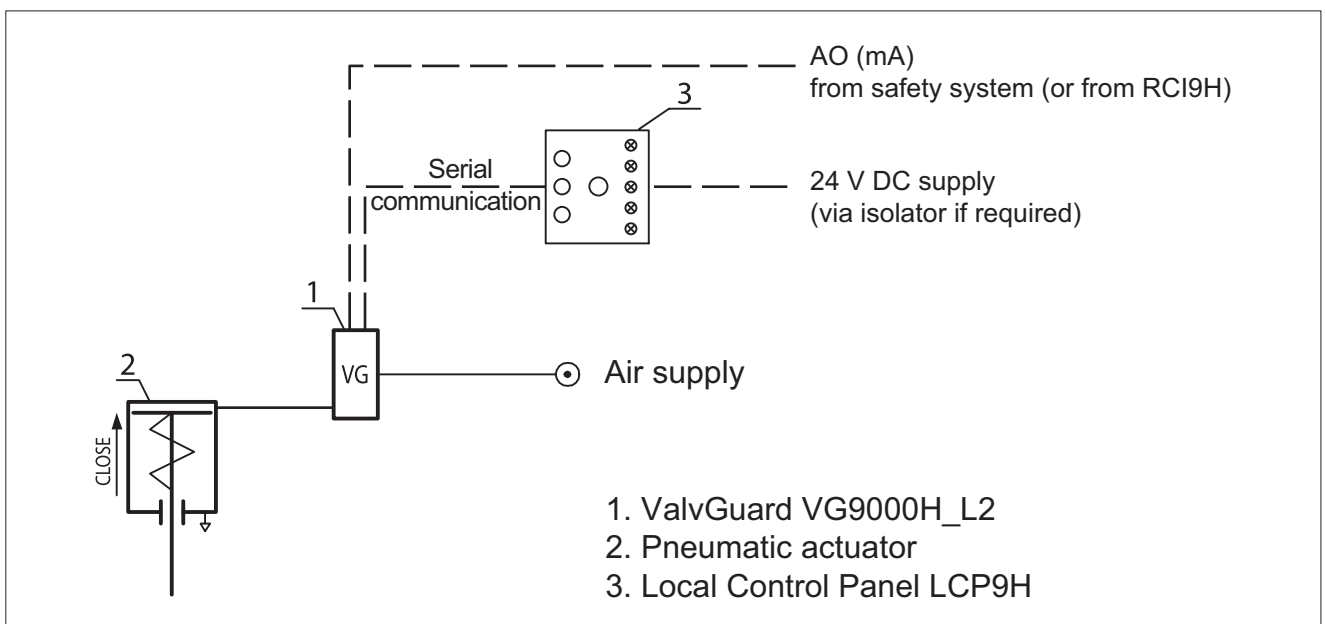 AO (mA)
from safety system (or from RCI9H)
3
Serial
communication
24 V DC supply
(via isolator if required)
1
VG
Air supply
2
CLOSE
1. ValvGuard VG9000H_L2
2. Pneumatic actuator
3. Local Control Panel LCP9H